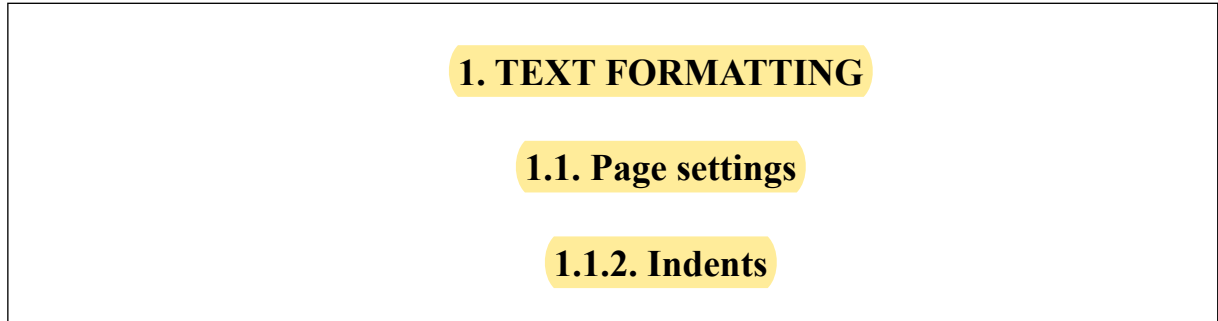 1. TEXT FORMATTING
1.1. Page settings
1.1.2. Indents